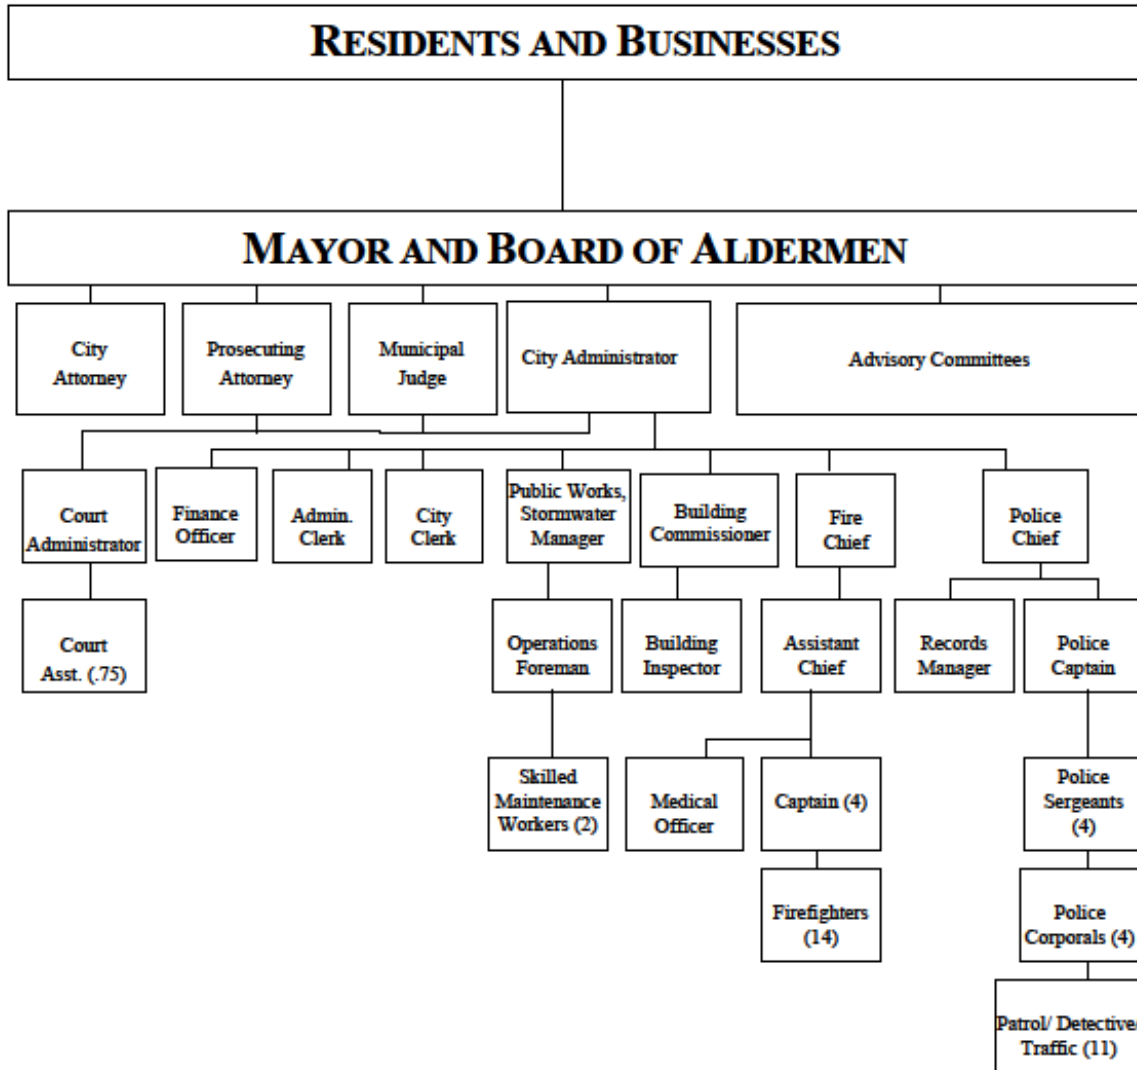 RESIDENTS AND BUSINESSES
MAYOR AND BOARD OF ALDERMEN
City
Attorney
Prosecuting
Attorney
Municipal
Judge
City Administrator
Advisory Committees
Court
Administrator
Finance
Officer
Admin.
Clerk
City
Clerk
Public Works,
Stormwater
Manager
Building
Commissioner
Fire
Chief
Police
Chief
Court
Asst. (.75)
Operations
Foreman
Building
Inspector
Assistant
Chief
Records
Manager
Police
Captain
Skilled
Maintenance
Workers (2)
Medical
Officer
Captain (4)
Police
Sergeants
(4)
Firefighters
(14)
Police
Corporals (4)
Patrol/ Detective/
Traffic (11)